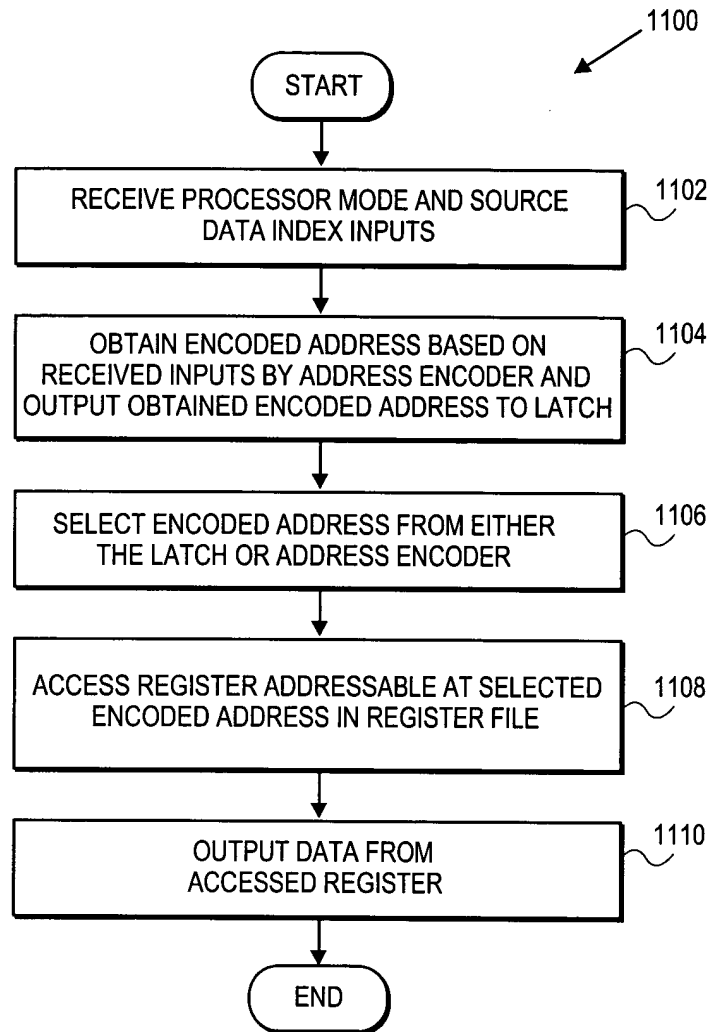 1100
START
RECEIVE PROCESSOR MODE AND SOURCE
DATA INDEX INPUTS
1102
OBTAIN ENCODED ADDRESS BASED ON
RECEIVED INPUTS BY ADDRESS ENCODER AND
OUTPUT OBTAINED ENCODED ADDRESS TO LATCH
1104
SELECT ENCODED ADDRESS FROM EITHER
THE LATCH OR ADDRESS ENCODER
1106
ACCESS REGISTER ADDRESSABLE AT SELECTED
ENCODED ADDRESS IN REGISTER FILE
1108
OUTPUT DATA FROM
ACCESSED REGISTER
1110
END